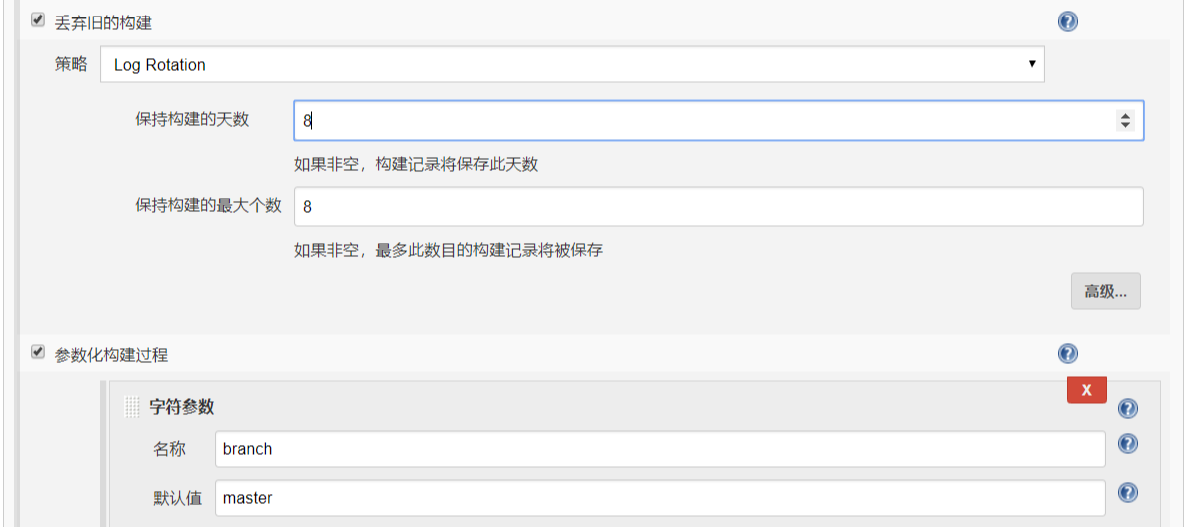 丢弃旧的构建
策略 Log Rotation
保持构建的天数 8
如果非空，构建记录将保存此天数
保持构建的最大个数 8
如果非空，最多此数目的构建记录将被保存
高级...
参数化构建过程
X
字符参数
名称 branch
默认值 master